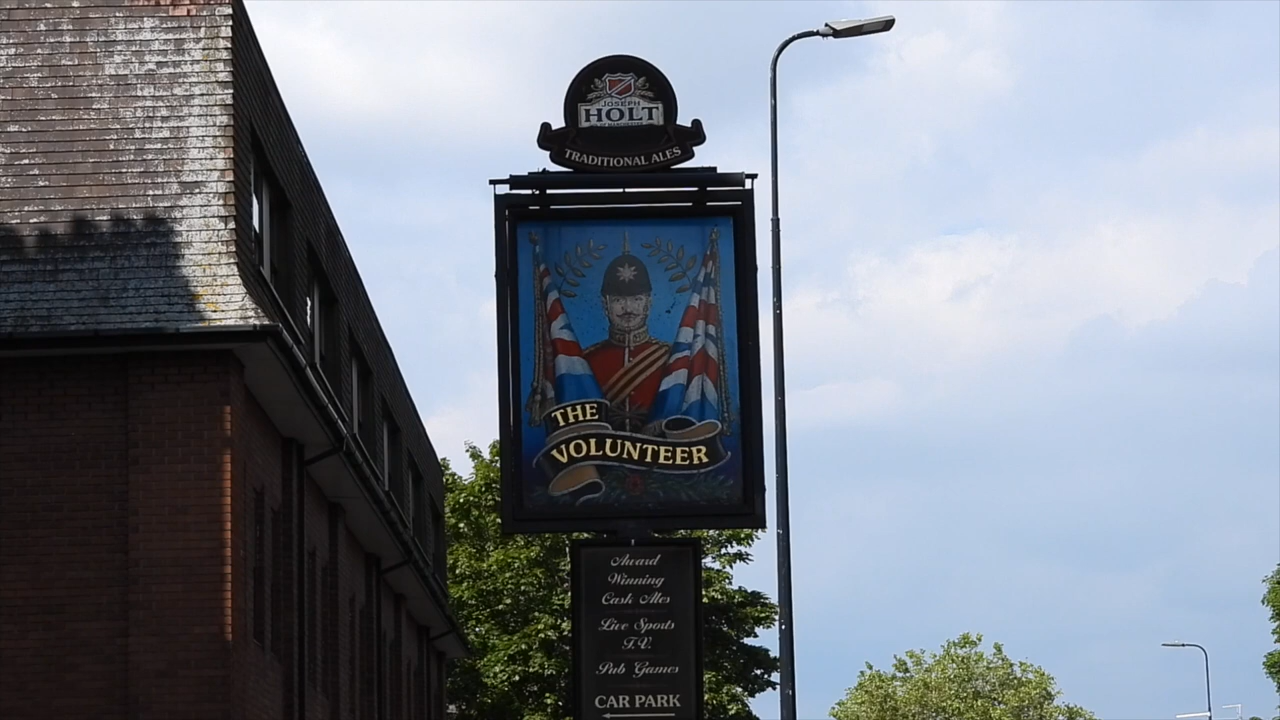 JOSEPH
HOLT
TRADITIONAL ALES
THE
VOLUNTEER
Award
Winning
Cask Ales
Live Sports
T.V.
Pub Games
CAR PARK